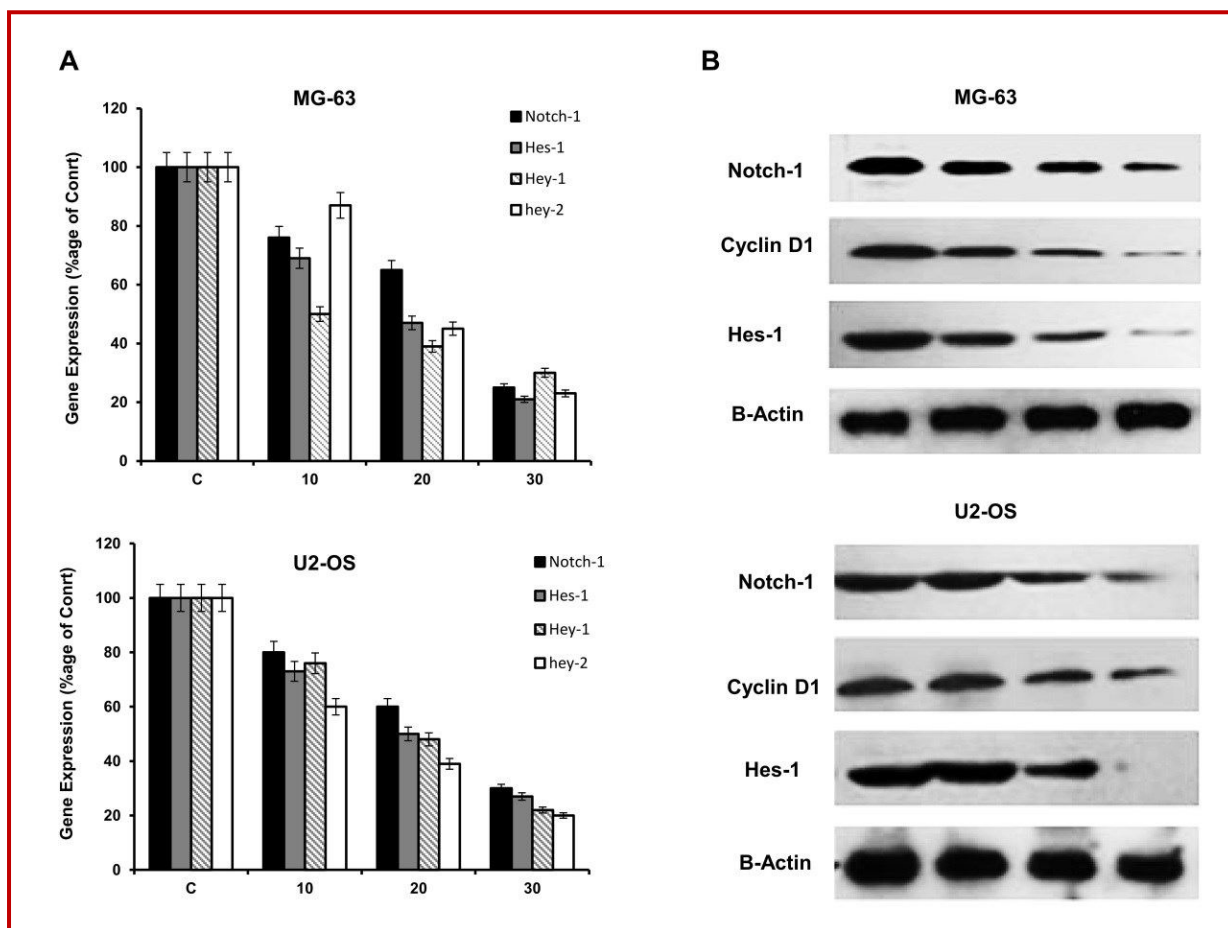 A
MG-63
Gene Expression (%age of Conrt)
120
100
80
60
40
20
0
C 10 20 30
Notch-1
Hes-1
Hey-1
hey-2
U2-OS
Gene Expression (%age of Conrt)
120
100
80
60
40
20
0
C 10 20 30
Notch-1
Hes-1
Hey-1
hey-2
B
MG-63
Notch-1
Cyclin D1
Hes-1
B-Actin
U2-OS
Notch-1
Cyclin D1
Hes-1
B-Actin